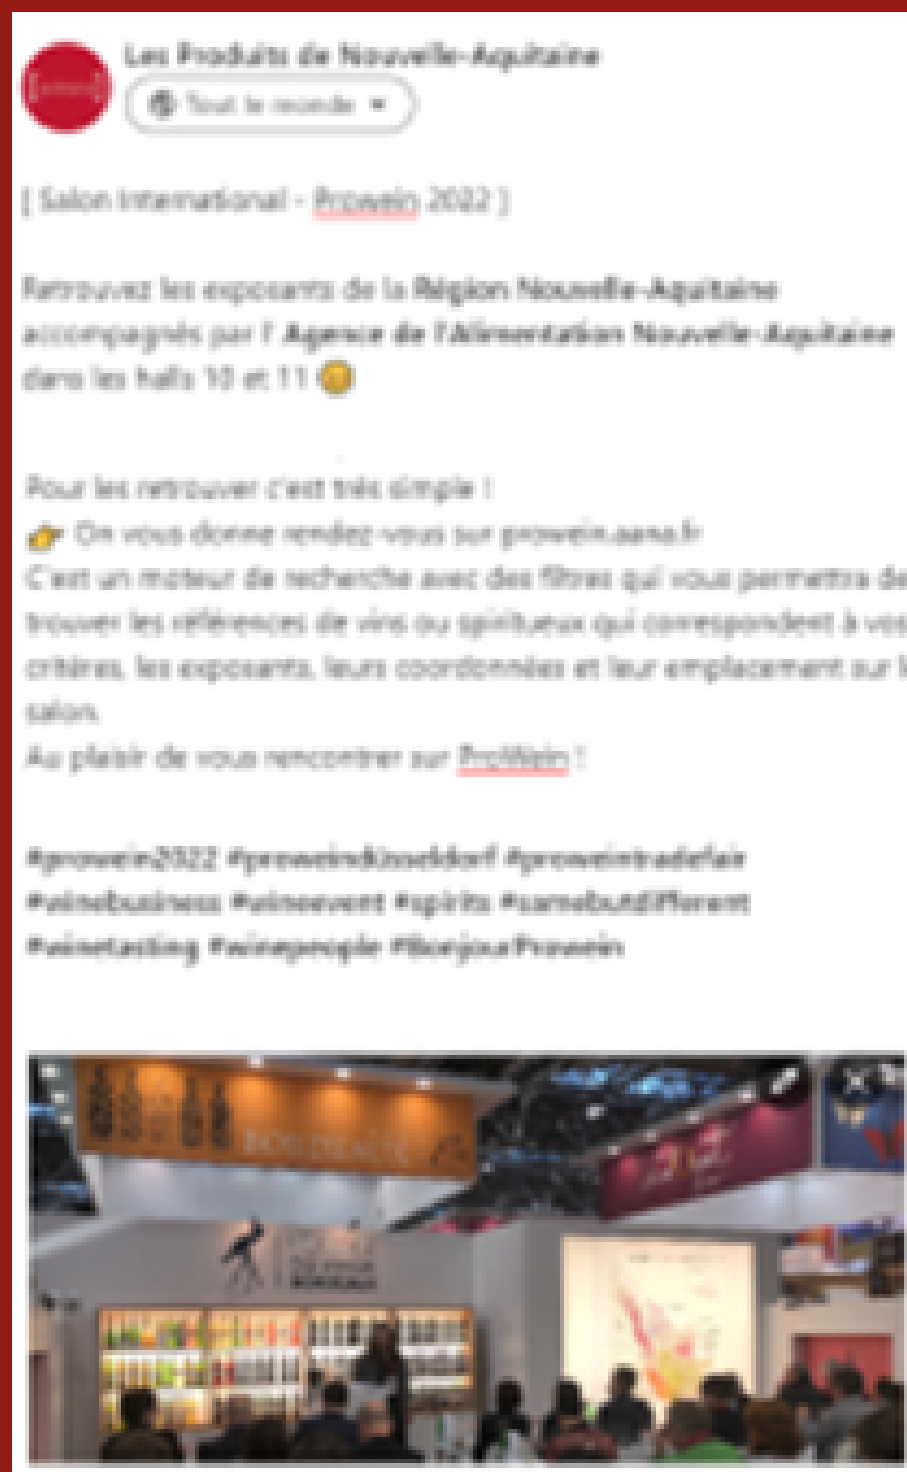 Les Produits de Nouvelle-Aquitaine
Tout le monde
[ Salon International - Prowein 2022 ]
Retrouvez les exposants de la Région Nouvelle-Aquitaine
accompagnés par l' Agence de l'Alimentation Nouvelle-Aquitaine
dans les halls 10 et 11
Pour les retrouver c'est très simple !
On vous donne rendez-vous sur prowein.aana.fr
C'est un moteur de recherche avec des filtres qui vous permettra de
trouver les références de vins ou spiritueux qui correspondent à vos
critères, les exposants, leurs coordonnées et leur emplacement sur l
salon.
Au plaisir de vous rencontrer sur ProWein !
#prowein2022 #proweindüsseldorf #proweintradefair
#winebusiness #wineevent #spirits #samebutdifferent
#winetasting #winepeople #BonjourProwein
BORDEAUX
BORDEAUX